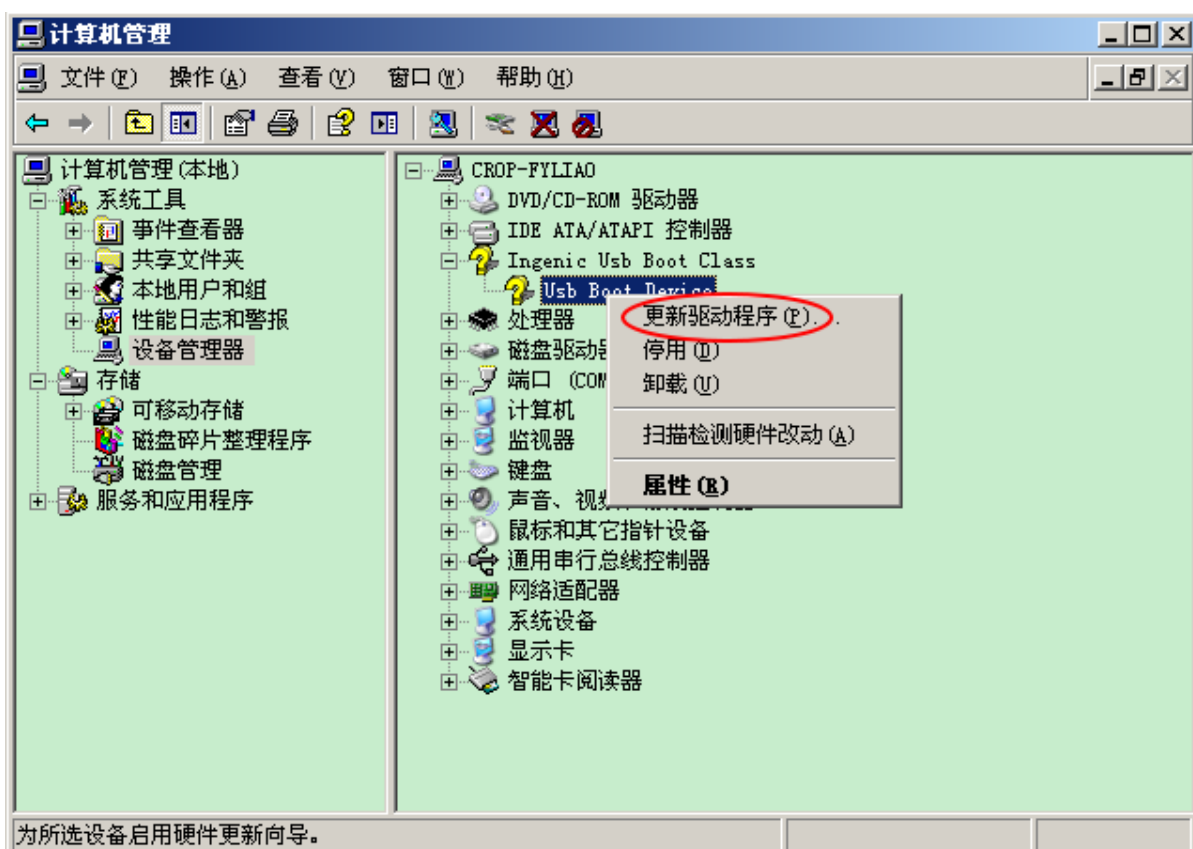 计算机管理
文件(F) 操作(A) 查看(V) 窗口(W) 帮助(H)
计算机管理(本地)
系统工具
事件查看器
共享文件夹
本地用户和组
性能日志和警报
设备管理器
存储
可移动存储
磁盘碎片整理程序
磁盘管理
服务和应用程序
CROP-FYLIAO
DVD/CD-ROM 驱动器
IDE ATA/ATAPI 控制器
Ingenic Usb Boot Class
Usb Boot Device
处理器
磁盘驱动器
端口 (COM
计算机
监视器
键盘
声音、视频
鼠标和其它指针设备
通用串行总线控制器
网络适配器
系统设备
显示卡
智能卡阅读器
更新驱动程序(P)...
停用(D)
卸载(U)
扫描检测硬件改动(A)
属性(R)
为所选设备启用硬件更新向导。